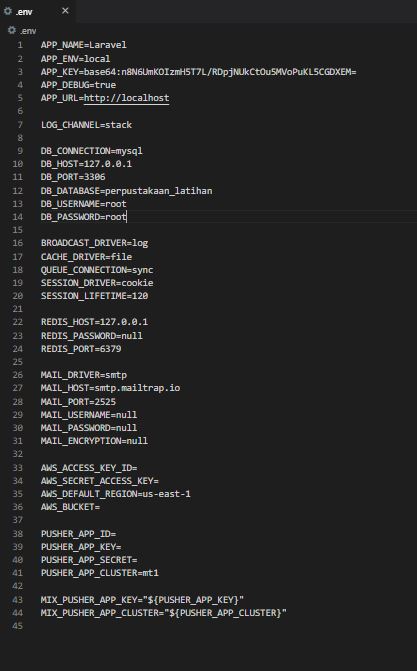 .env
.env
1 APP_NAME=Laravel
2 APP_ENV=local
3 APP_KEY=base64:n8N6UmKOIzmH5T7L/RDpjNUkCtOu5MVoPuKL5CGDXEM=
4 APP_DEBUG=true
5 APP_URL=http://localhost
6
7 LOG_CHANNEL=stack
8
9 DB_CONNECTION=mysql
10 DB_HOST=127.0.0.1
11 DB_PORT=3306
12 DB_DATABASE=perpustakaan_latihan
13 DB_USERNAME=root
14 DB_PASSWORD=root
15
16 BROADCAST_DRIVER=log
17 CACHE_DRIVER=file
18 QUEUE_CONNECTION=sync
19 SESSION_DRIVER=cookie
20 SESSION_LIFETIME=120
21
22 REDIS_HOST=127.0.0.1
23 REDIS_PASSWORD=null
24 REDIS_PORT=6379
25
26 MAIL_DRIVER=smtp
27 MAIL_HOST=smtp.mailtrap.io
28 MAIL_PORT=2525
29 MAIL_USERNAME=null
30 MAIL_PASSWORD=null
31 MAIL_ENCRYPTION=null
32
33 AWS_ACCESS_KEY_ID=
34 AWS_SECRET_ACCESS_KEY=
35 AWS_DEFAULT_REGION=us-east-1
36 AWS_BUCKET=
37
38 PUSHER_APP_ID=
39 PUSHER_APP_KEY=
40 PUSHER_APP_SECRET=
41 PUSHER_APP_CLUSTER=mt1
42
43 MIX_PUSHER_APP_KEY="${PUSHER_APP_KEY}"
44 MIX_PUSHER_APP_CLUSTER="${PUSHER_APP_CLUSTER}"
45